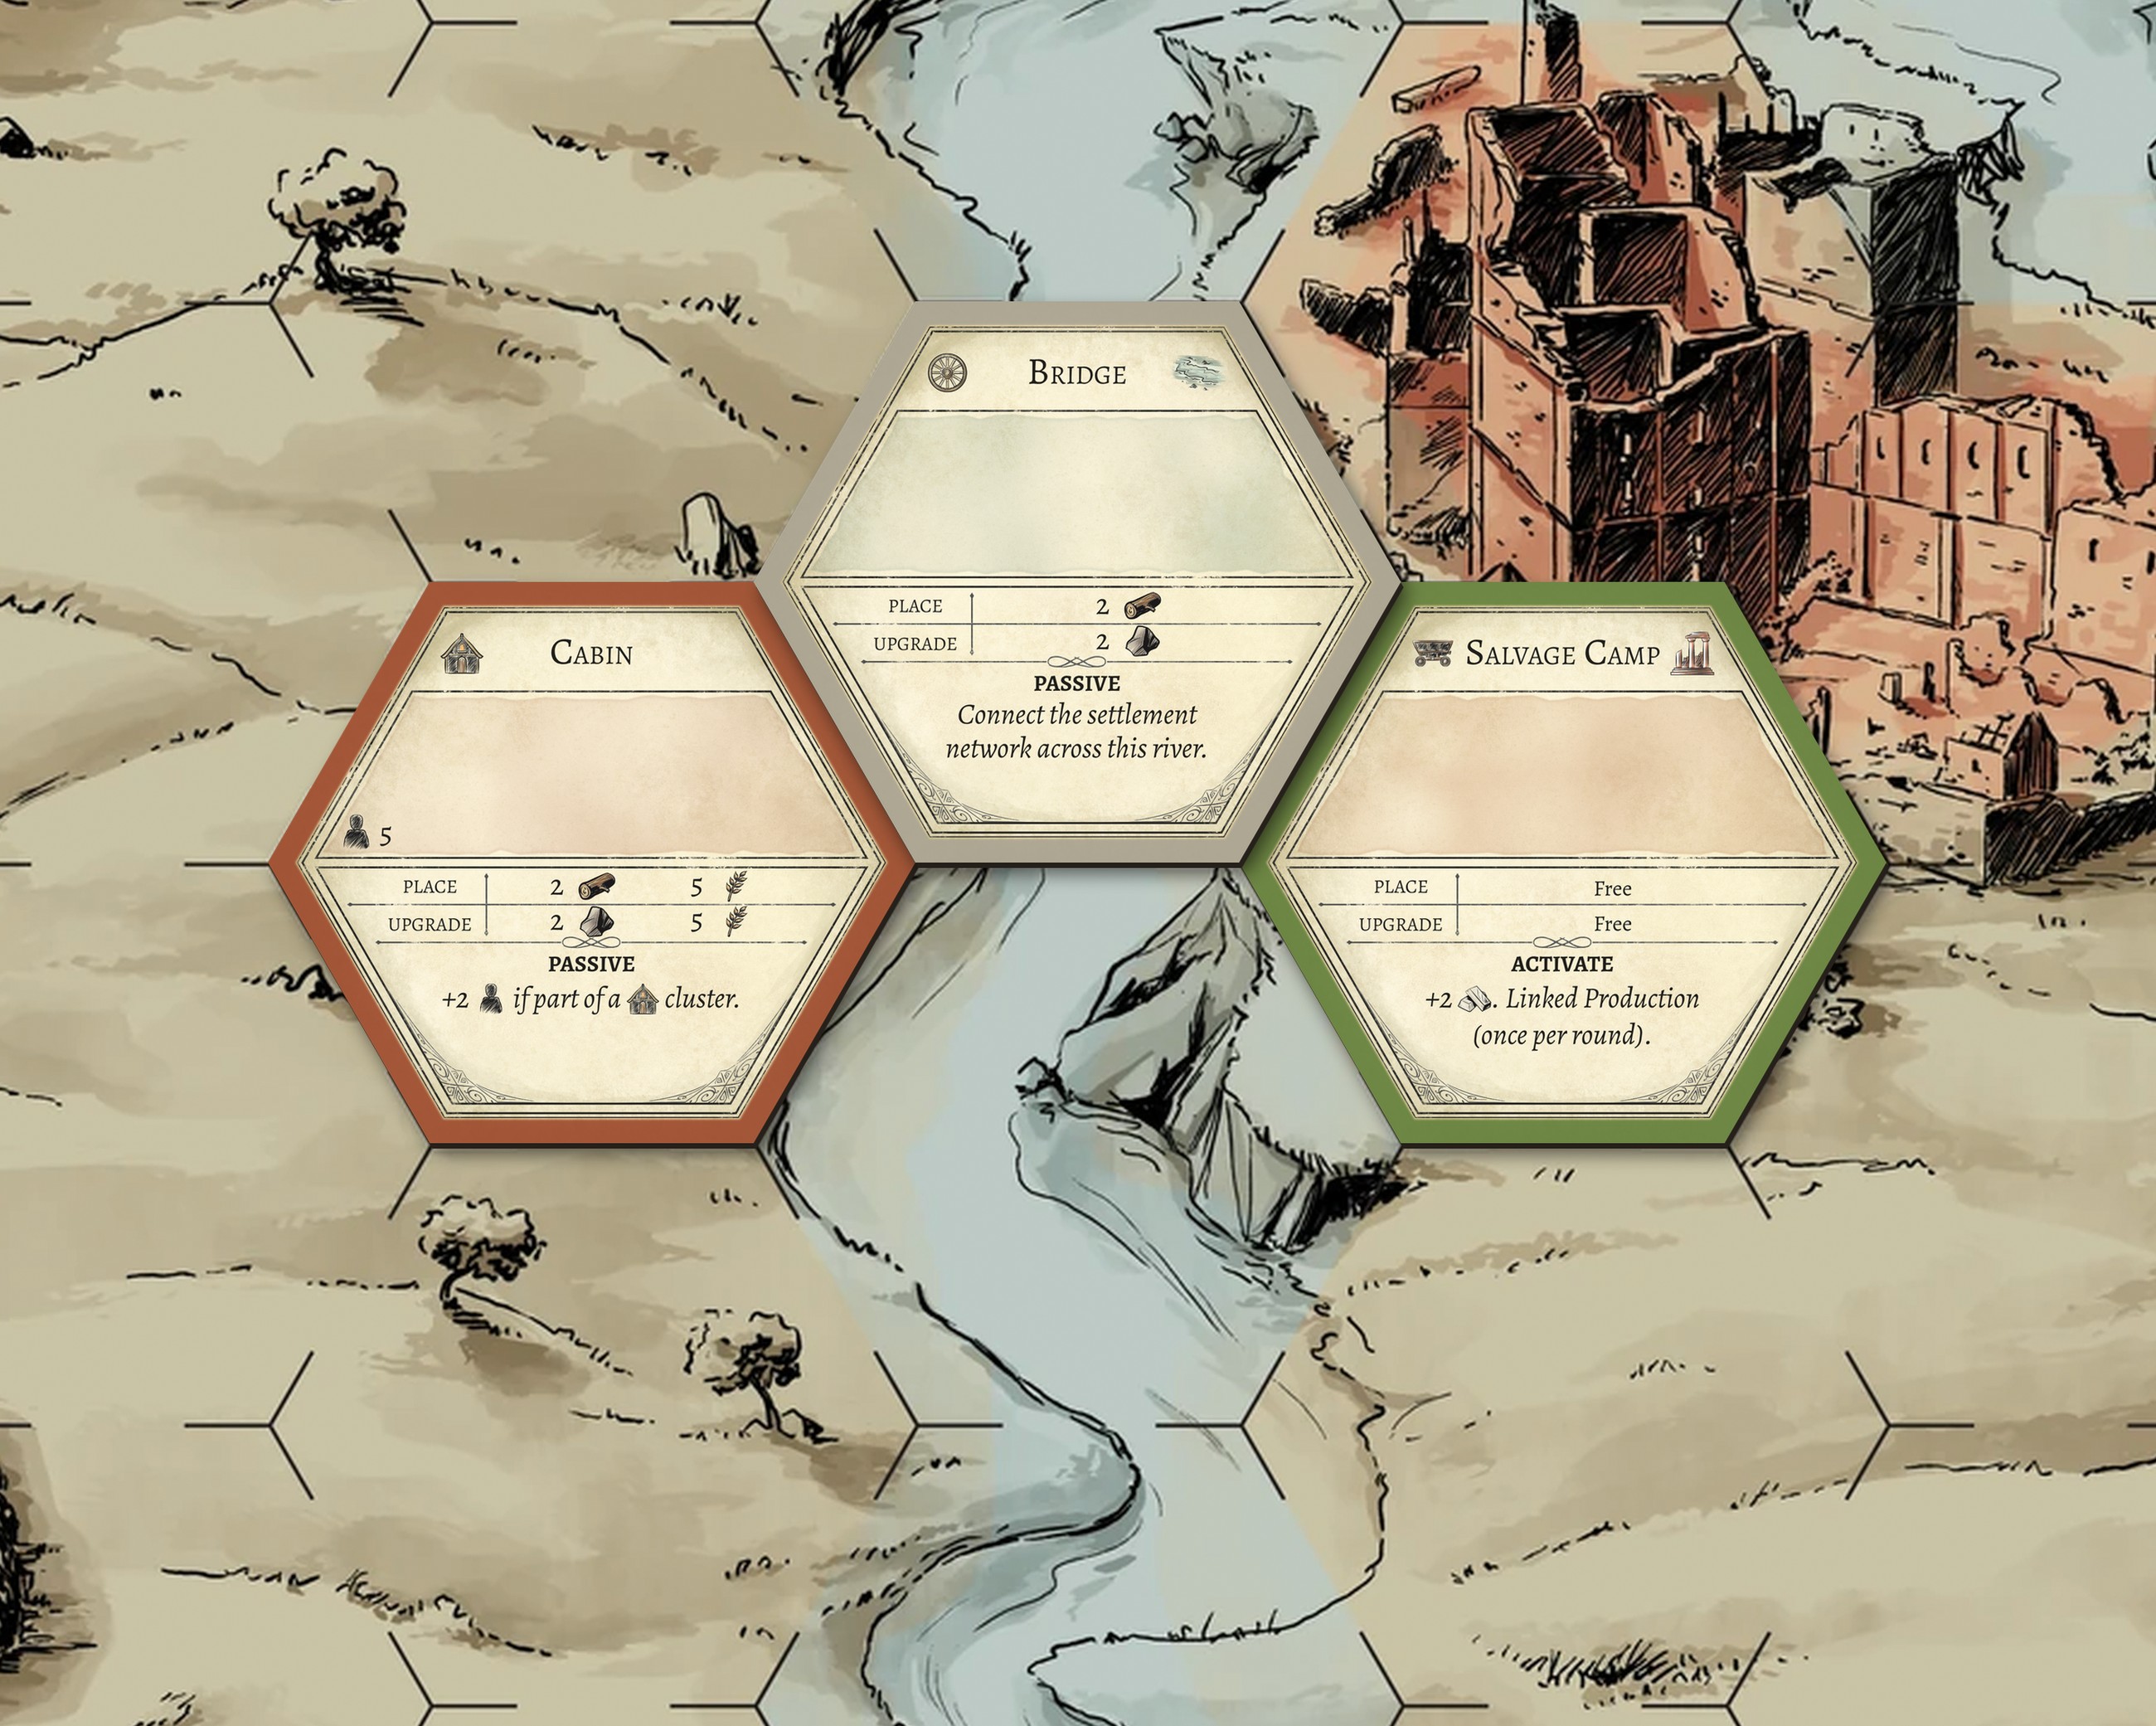 Bridge
PLACE 2
UPGRADE 2
PASSIVE
Connect the settlement
network across this river.
Cabin
5
PLACE 2 5
UPGRADE 2 5
PASSIVE
+2 if part of a cluster.
Salvage Camp
PLACE Free
UPGRADE Free
ACTIVATE
+2 . Linked Production
(once per round).